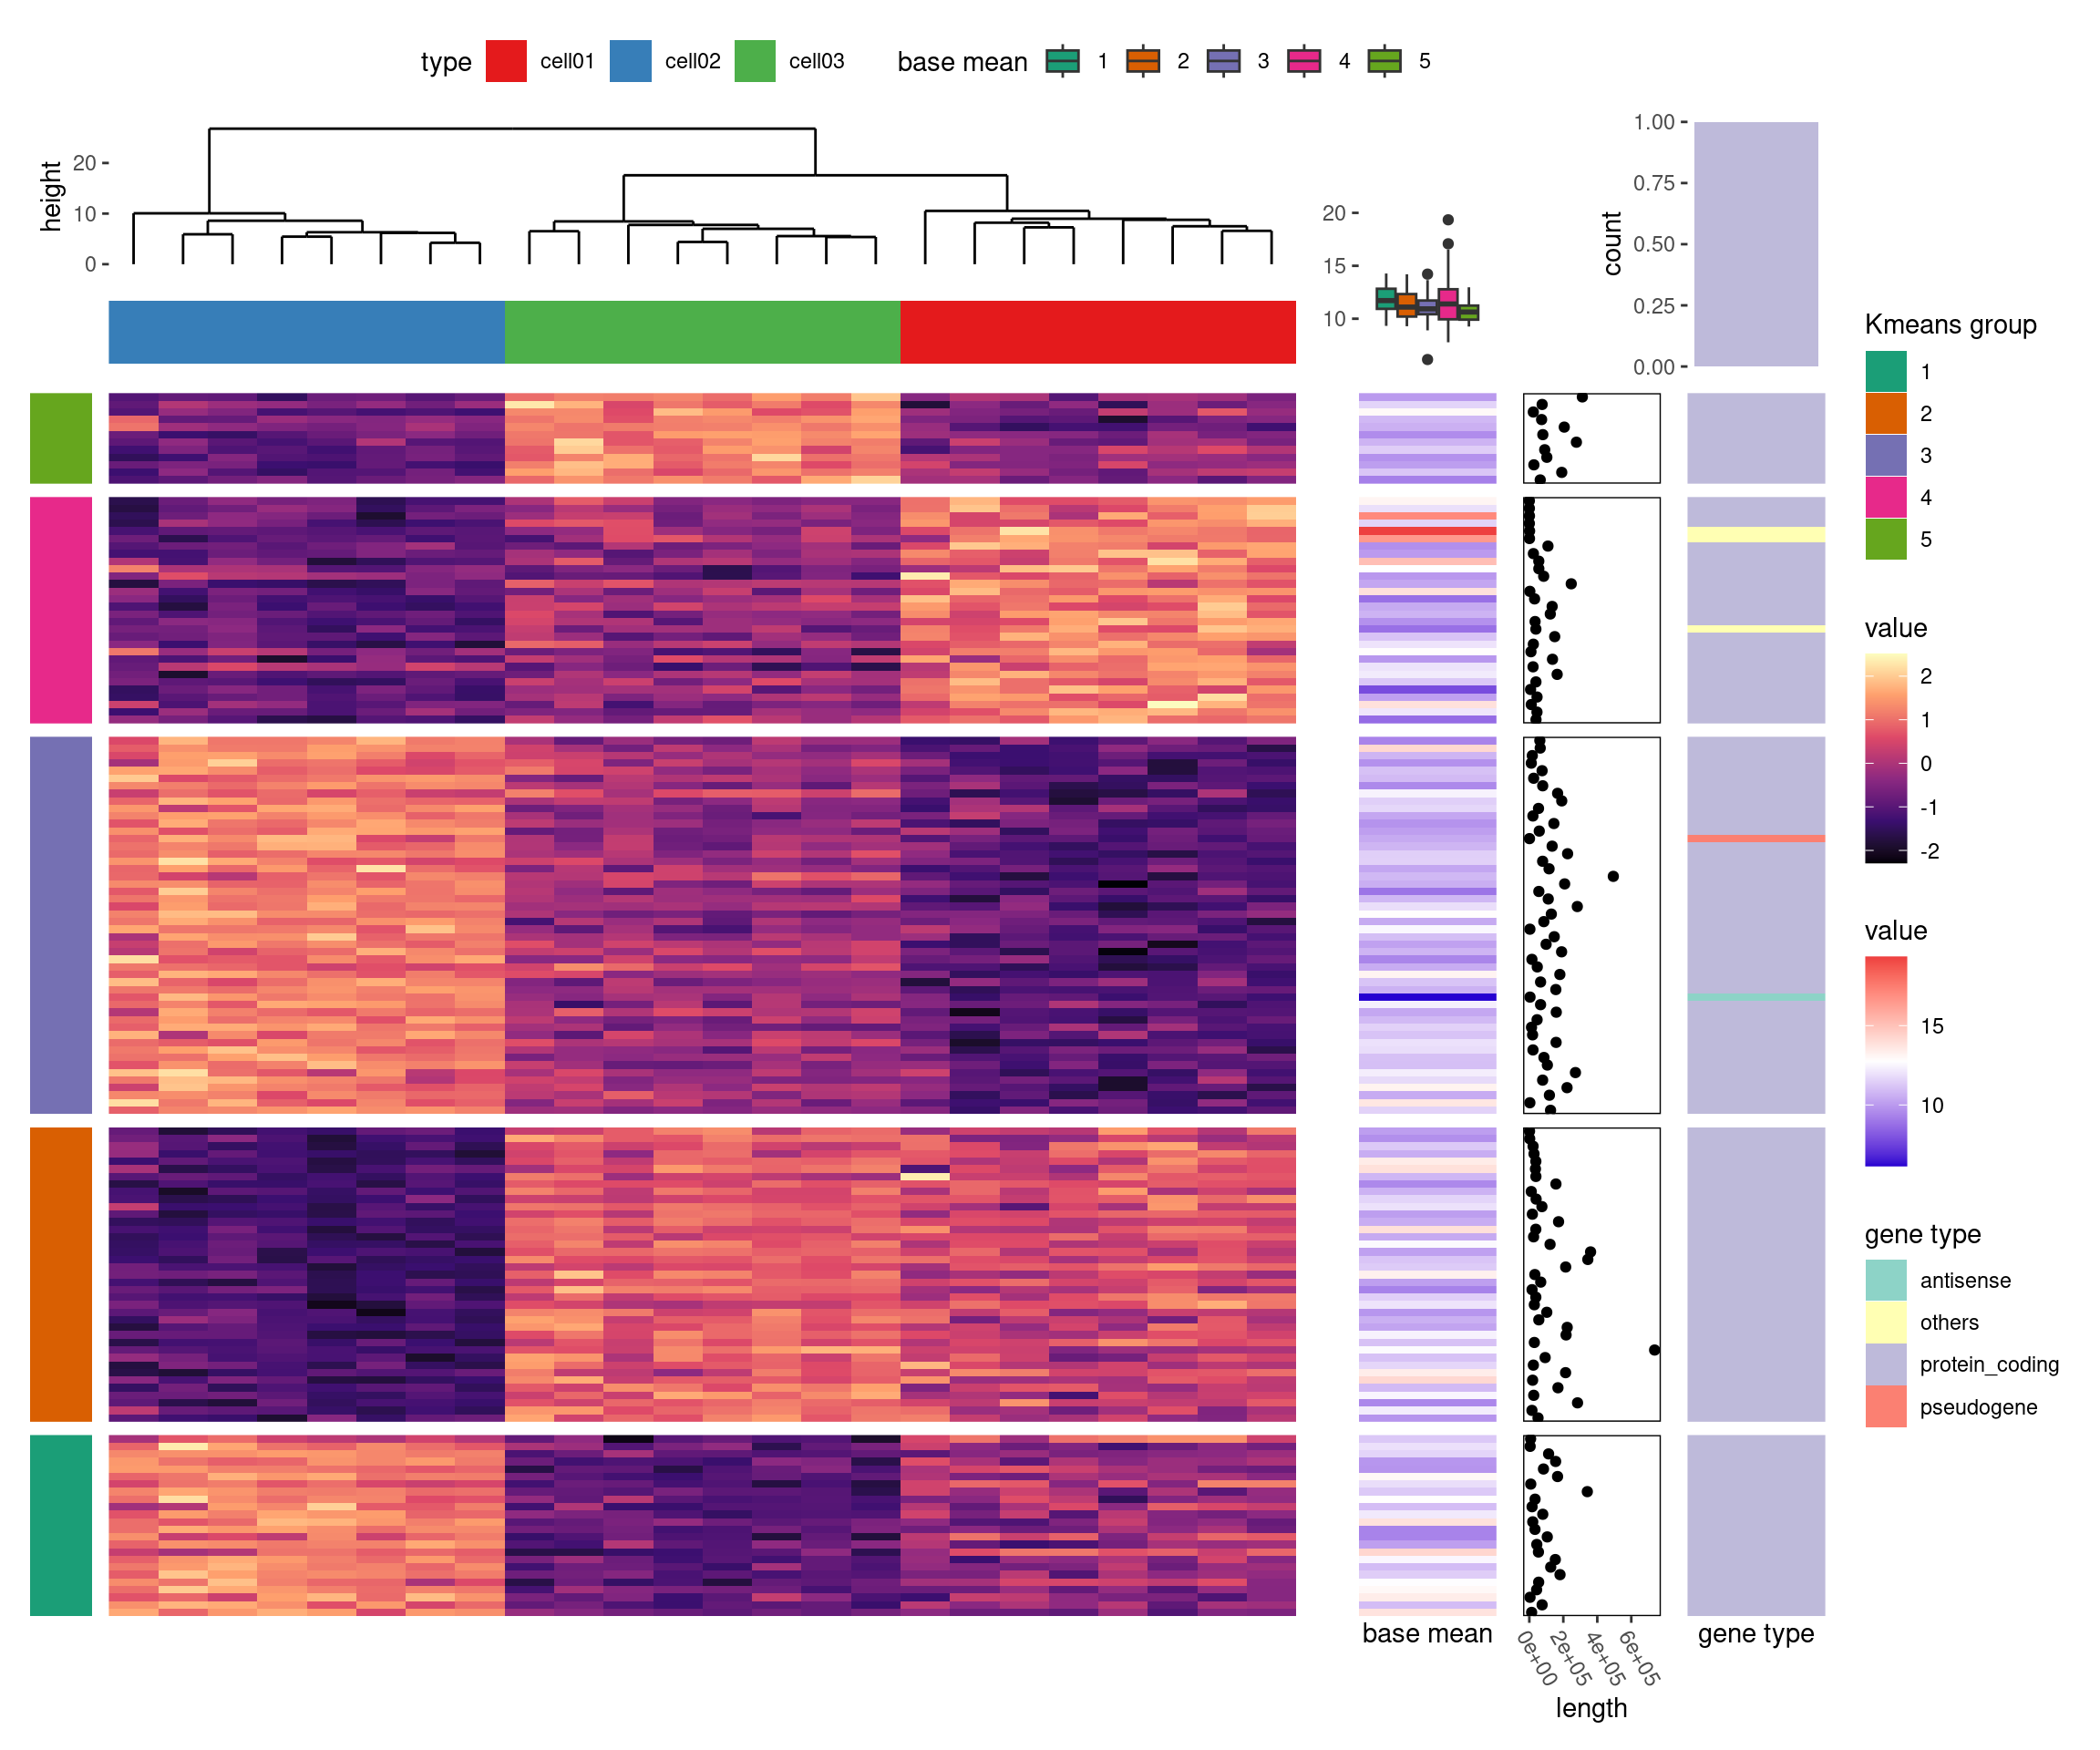 type cell01 cell02 cell03 base mean 1 2 3 4 5
height
20
10
0
20
15
10
count
1.00
0.75
0.50
0.25
0.00
Kmeans group
1
2
3
4
5
value
2
1
0
-1
-2
value
15
10
gene type
antisense
others
protein_coding
pseudogene
base mean
0e+00 2e+05 4e+05 6e+05
length
gene type